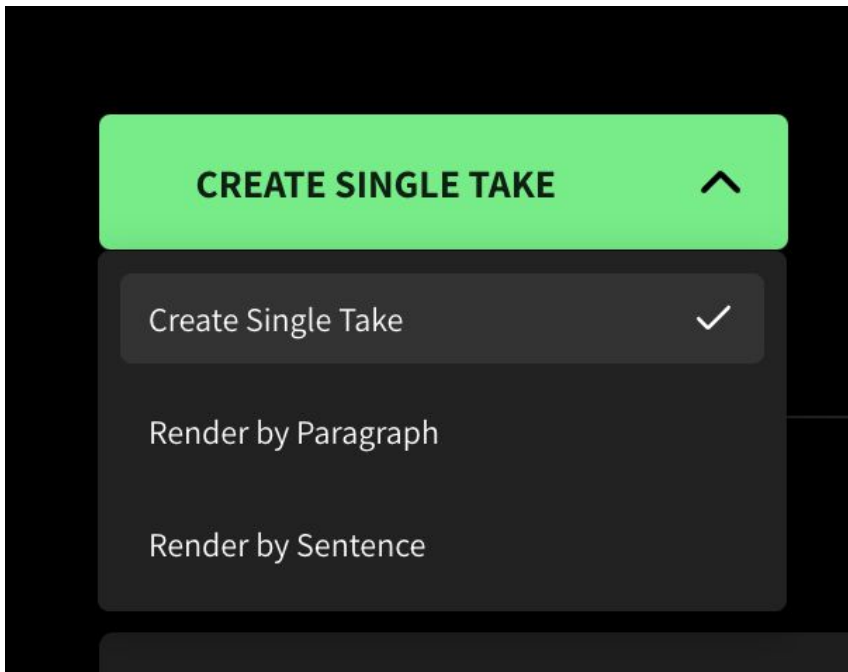 CREATE SINGLE TAKE
Create Single Take
Render by Paragraph
Render by Sentence